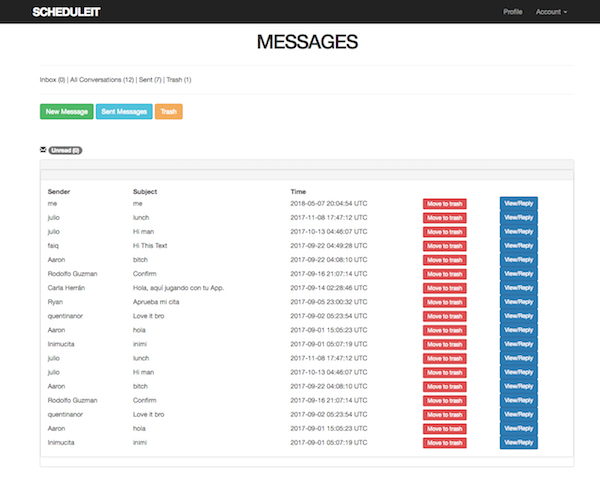 SCHEDULEIT Profile Account
MESSAGES
Inbox (0) | All Conversations (12) | Sent (7) | Trash (1)
New Message Sent Messages Trash
Unread (0)
Sender Subject Time
me me 2018-05-07 20:04:54 UTC Move to trash View/Reply
julio lunch 2017-11-08 17:47:12 UTC Move to trash View/Reply
julio Hi man 2017-10-13 04:46:07 UTC Move to trash View/Reply
faiq Hi This Text 2017-09-22 04:49:28 UTC Move to trash View/Reply
Aaron bitch 2017-09-22 04:08:10 UTC Move to trash View/Reply
Rodolfo Guzman Confirm 2017-09-16 21:07:14 UTC Move to trash View/Reply
Carla Herrán Hola, aquí jugando con tu App. 2017-09-14 02:28:46 UTC Move to trash View/Reply
Ryan Aprueba mi cita 2017-09-05 23:00:32 UTC Move to trash View/Reply
quentinanor Love it bro 2017-09-02 05:23:54 UTC Move to trash View/Reply
Aaron hola 2017-09-01 15:05:23 UTC Move to trash View/Reply
Inimucita inimi 2017-09-01 05:07:19 UTC Move to trash View/Reply
julio lunch 2017-11-08 17:47:12 UTC Move to trash View/Reply
julio Hi man 2017-10-13 04:46:07 UTC Move to trash View/Reply
Aaron bitch 2017-09-22 04:08:10 UTC Move to trash View/Reply
Rodolfo Guzman Confirm 2017-09-16 21:07:14 UTC Move to trash View/Reply
quentinanor Love it bro 2017-09-02 05:23:54 UTC Move to trash View/Reply
Aaron hola 2017-09-01 15:05:23 UTC Move to trash View/Reply
Inimucita inimi 2017-09-01 05:07:19 UTC Move to trash View/Reply